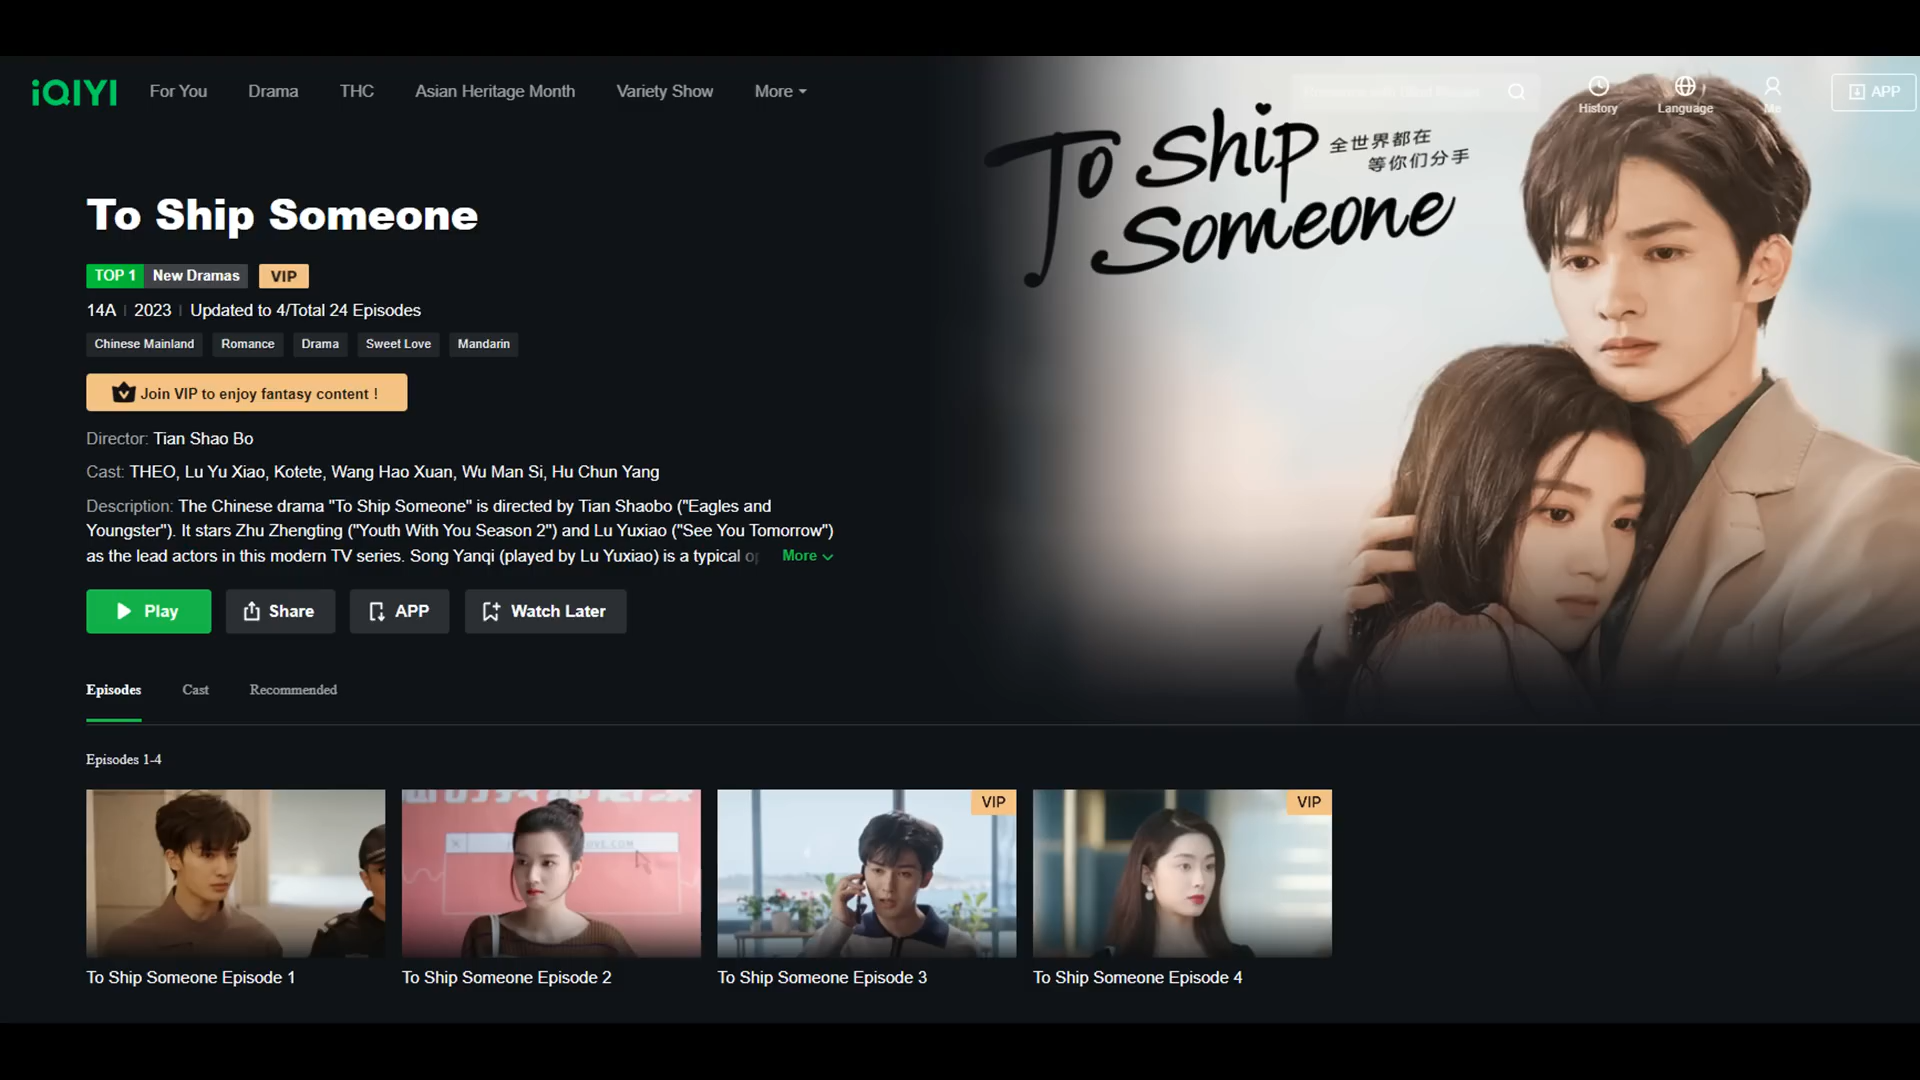 iQIYI
For You
Drama
THC
Asian Heritage Month
Variety Show
More
History
Language
Me
APP
To Ship
Someone
全世界都在
等你们分手
To Ship Someone
TOP 1 New Dramas VIP
14A 2023 Updated to 4/Total 24 Episodes
Chinese Mainland Romance Drama Sweet Love Mandarin
Join VIP to enjoy fantasy content !
Director: Tian Shao Bo
Cast: THEO, Lu Yu Xiao, Kotete, Wang Hao Xuan, Wu Man Si, Hu Chun Yang
Description: The Chinese drama "To Ship Someone" is directed by Tian Shaobo ("Eagles and
Youngster"). It stars Zhu Zhengting ("Youth With You Season 2") and Lu Yuxiao ("See You Tomorrow")
as the lead actors in this modern TV series. Song Yanqi (played by Lu Yuxiao) is a typical More
Play
Share
APP
Watch Later
Episodes
Cast
Recommended
Episodes 1-4
VIP
VIP
To Ship Someone Episode 1
To Ship Someone Episode 2
To Ship Someone Episode 3
To Ship Someone Episode 4